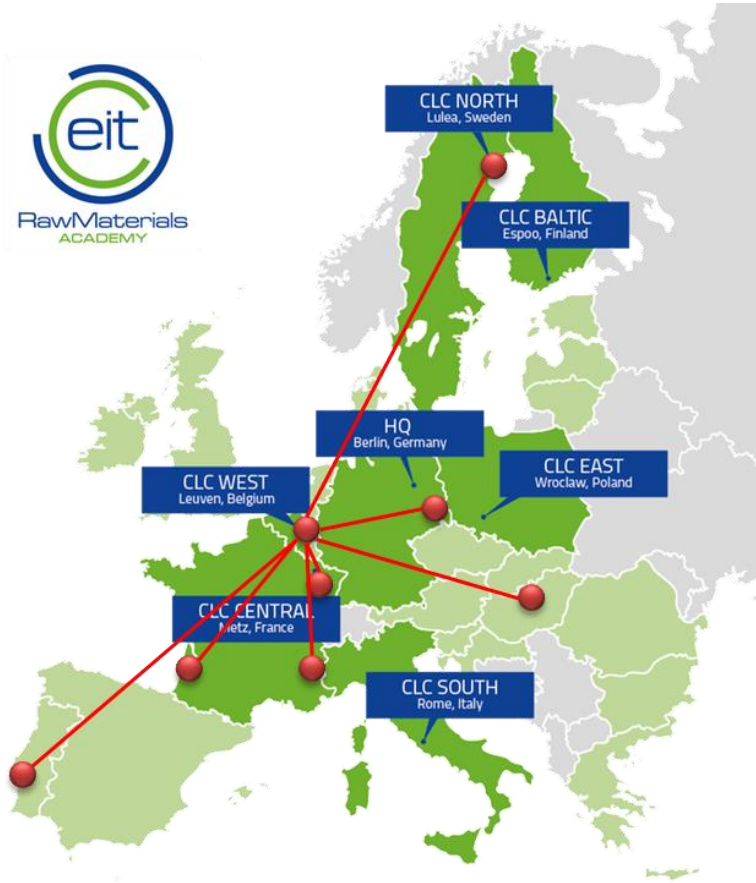 eit
RawMaterials
ACADEMY
CLC NORTH
Lulea, Sweden
CLC BALTIC
Espoo, Finland
HQ
Berlin, Germany
CLC WEST
Leuven, Belgium
CLC EAST
Wroclaw, Poland
CLC CENTRAL
Metz, France
CLC SOUTH
Rome, Italy